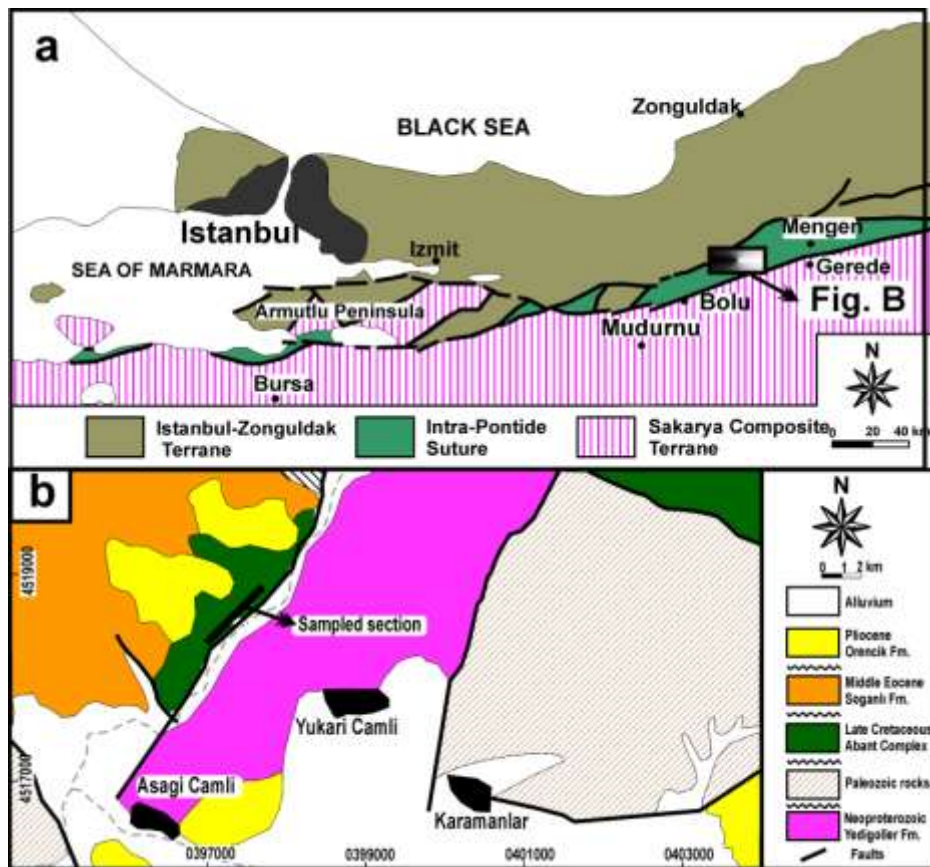 a
Zonguldak
BLACK SEA
Istanbul
Izmit
Mengen
SEA OF MARMARA
Gerede
Armutlu Peninsula
Bolu
Fig. B
Mudurnu
N
Bursa
Istanbul-Zonguldak
Terrane
Intra-Pontide
Suture
Sakarya Composite
Terrane
0 20 40 km
b
N
4519000
0 1 2 km
Sampled section
Alluvium
Pliocene
Orencik Fm.
Middle Eocene
Soganli Fm.
Yukari Camli
Late Cretaceous
Abant Complex
4517000
Asagi Camli
Karamanlar
Paleozoic rocks
Neoproterozoic
Yedigoller Fm.
Faults
0397000
0399000
0401000
0403000